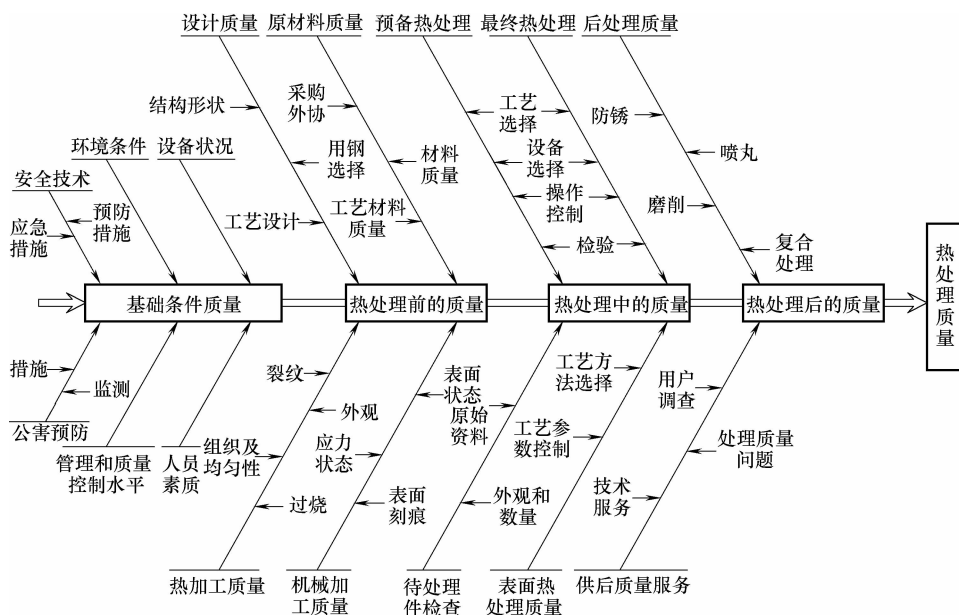 设计质量
原材料质量
预备热处理
最终热处理
后处理质量
结构形状
采购
外协
工艺
选择
防锈
环境条件
设备状况
用钢
选择
材料
质量
设备
选择
喷丸
安全技术
应急
措施
预防
措施
工艺设计
工艺材料
质量
操作
控制
磨削
检验
复合
处理
基础条件质量
热处理前的质量
热处理中的质量
热处理后的质量
热
处
理
质
量
措施
监测
公害预防
管理和质量
控制水平
人员
素质
裂纹
外观
组织及
均匀性
过烧
热加工质量
表面
状态
应力
状态
表面
刻痕
机械加
工质量
原始
资料
外观和
数量
待处理
件检查
工艺方
法选择
工艺参
数控制
表面热
处理质量
用户
调查
处理质量
问题
技术
服务
供后质量服务